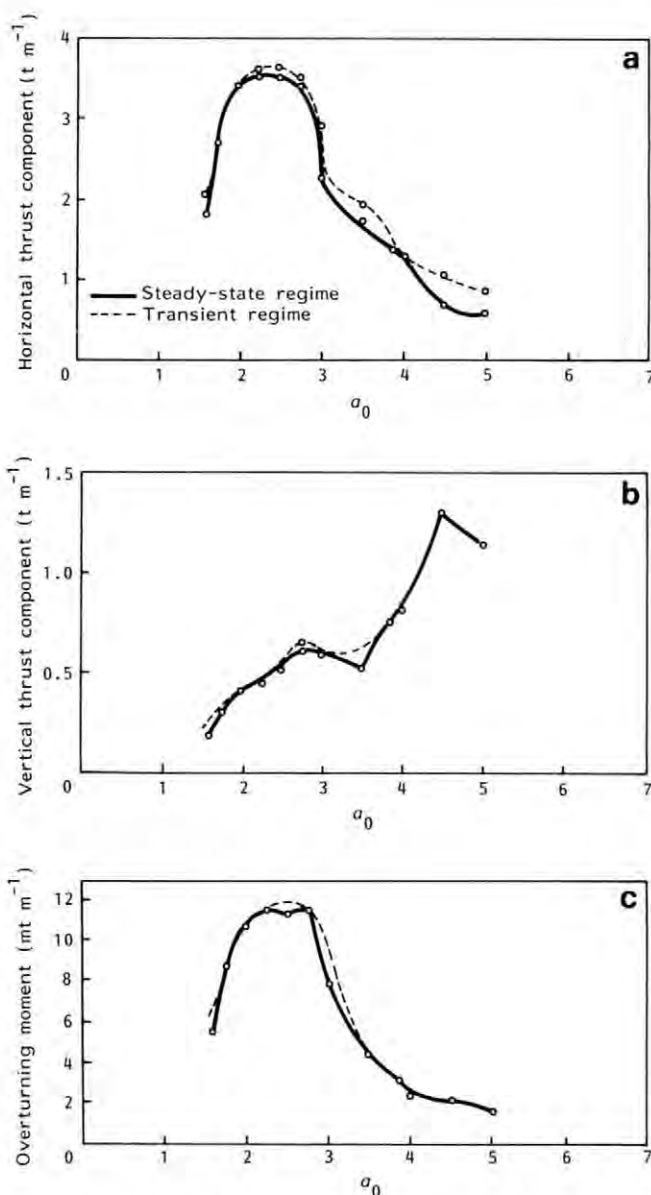 a
Horizontal thrust component (t m⁻¹)
4
3
2
1
0
Steady-state regime
Transient regime
1 2 3 4 5 6 7
a₀
b
Vertical thrust component (t m⁻¹)
1.5
1.0
0.5
0
1 2 3 4 5 6 7
a₀
c
Overturning moment (mt m⁻¹)
12
10
8
6
4
2
0
1 2 3 4 5 6 7
a₀